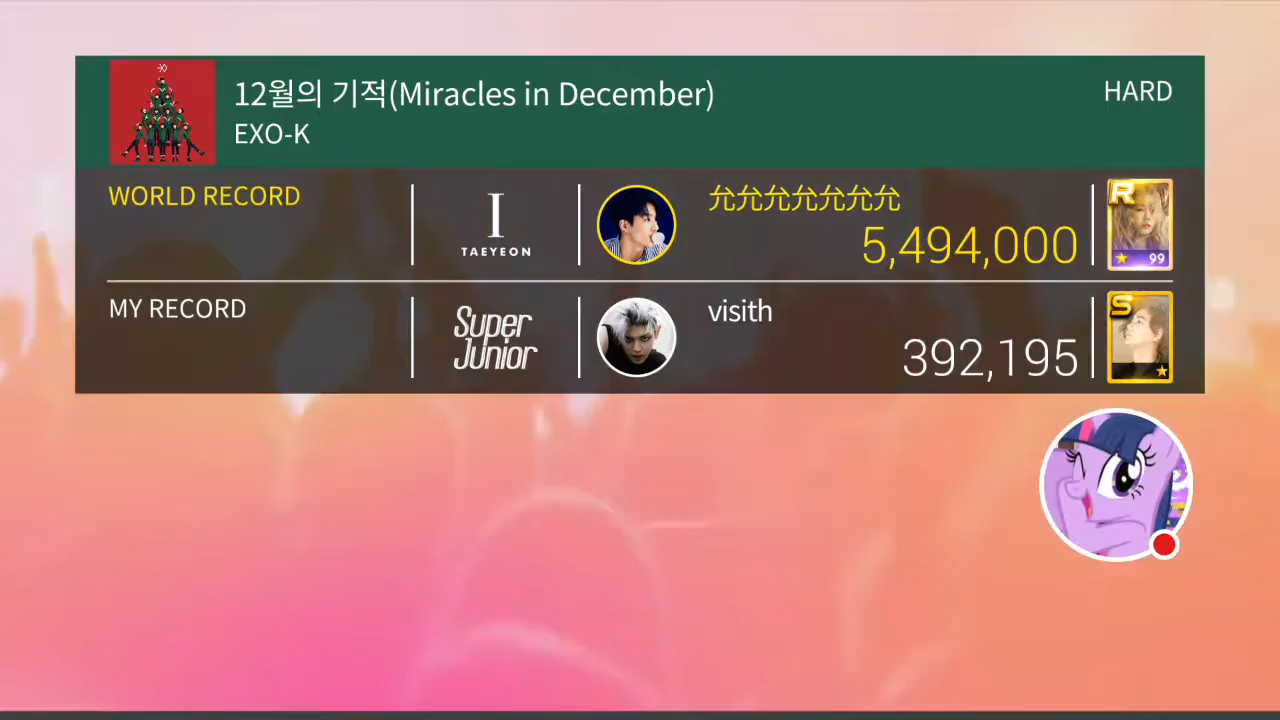 12월의 기적(Miracles in December)
EXO-K
HARD
WORLD RECORD
I
TAEYEON
允允允允允允允
5,494,000
R
99
MY RECORD
Super
Junior
visith
392,195
S